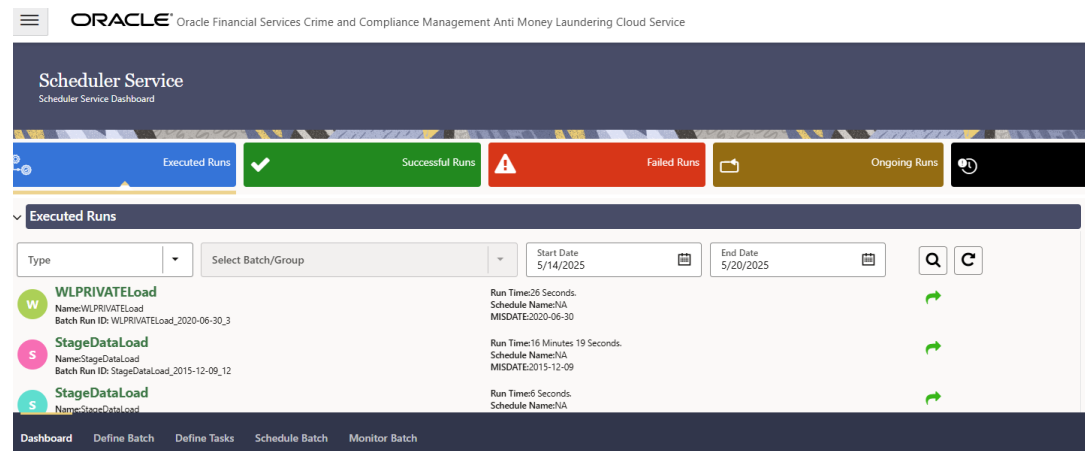 ORACLE® Oracle Financial Services Crime and Compliance Management Anti Money Laundering Cloud Service
Scheduler Service
Scheduler Service Dashboard
Executed Runs
Successful Runs
Failed Runs
Ongoing Runs
Executed Runs
Type
Select Batch/Group
Start Date
5/14/2025
End Date
5/20/2025
W
WLPRIVATELoad
Name:WLPRIVATELoad
Batch Run ID: WLPRIVATELoad_2020-06-30_3
Run Time:26 Seconds.
Schedule Name:NA
MISDATE:2020-06-30
S
StageDataLoad
Name:StageDataLoad
Batch Run ID: StageDataLoad_2015-12-09_12
Run Time:16 Minutes 19 Seconds.
Schedule Name:NA
MISDATE:2015-12-09
S
StageDataLoad
Name:StageDataLoad
Run Time:6 Seconds.
Schedule Name:NA
Dashboard Define Batch Define Tasks Schedule Batch Monitor Batch